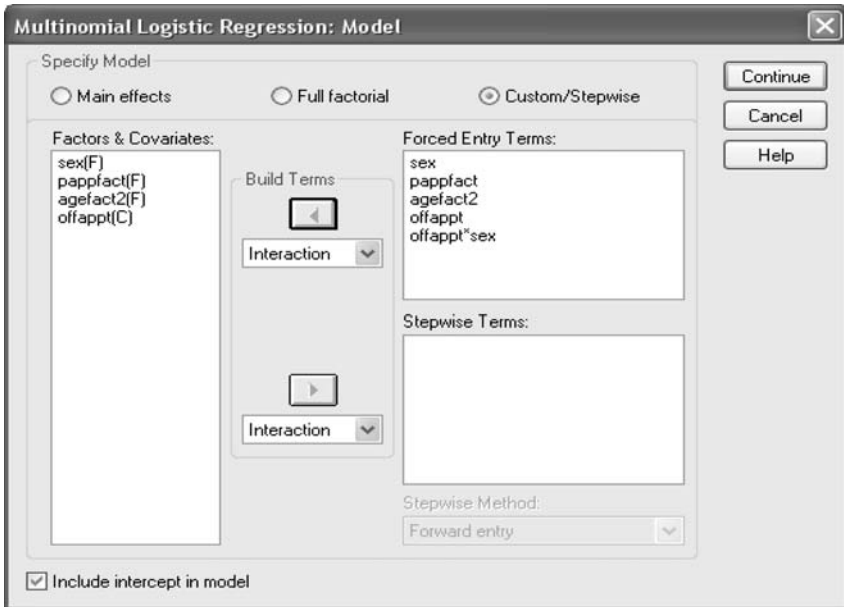 Multinomial Logistic Regression: Model
Specify Model
Main effects
Full factorial
Custom/Stepwise
Continue
Cancel
Help
Factors & Covariates:
sex(F)
pappfact(F)
agefact2(F)
offappt(C)
Build Terms
Interaction
Interaction
Forced Entry Terms:
sex
pappfact
agefact2
offappt
offappt*sex
Stepwise Terms:
Stepwise Method:
Forward entry
Include intercept in model